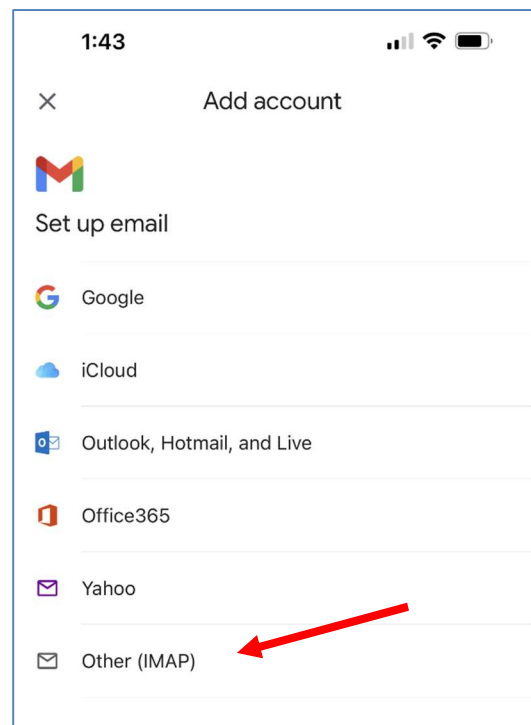 1:43
Add account
Set up email
Google
iCloud
Outlook, Hotmail, and Live
Office365
Yahoo
Other (IMAP)